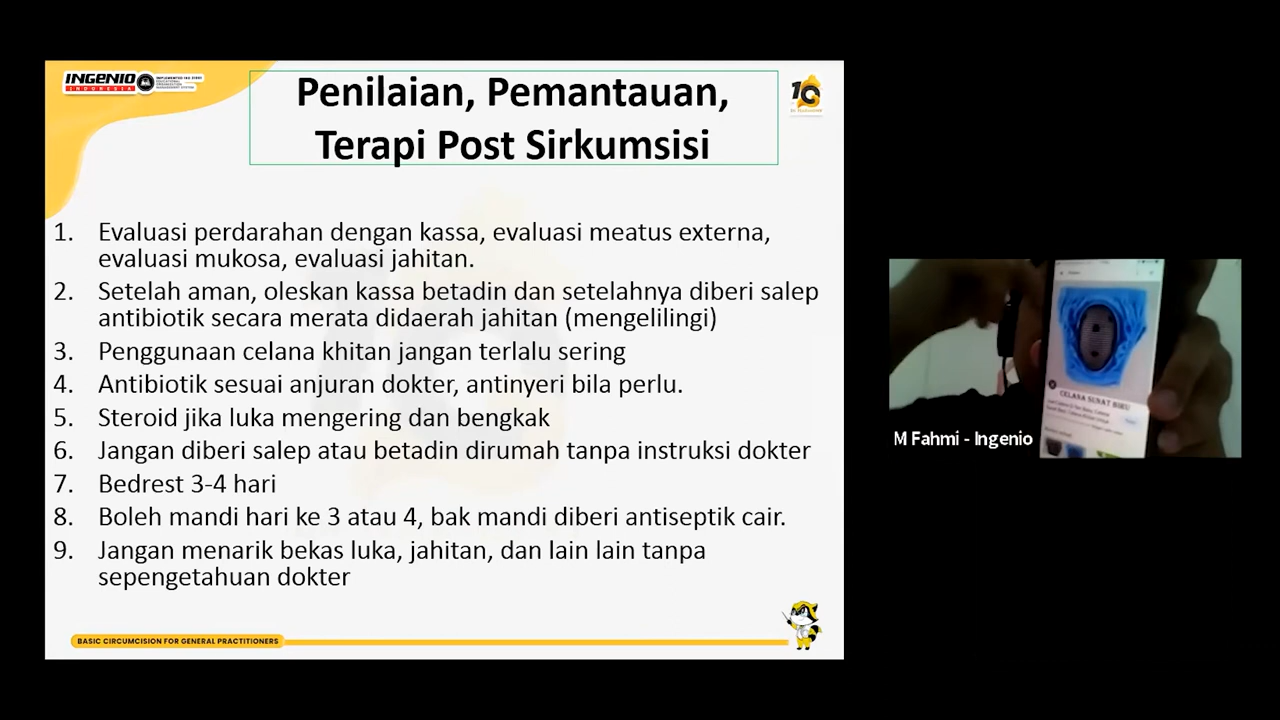 INGENIO
INDONESIA
Penilaian, Pemantauan,
Terapi Post Sirkumsisi
1. Evaluasi perdarahan dengan kassa, evaluasi meatus externa,
evaluasi mukosa, evaluasi jahitan.
2. Setelah aman, oleskan kassa betadin dan setelahnya diberi salep
antibiotik secara merata didaerah jahitan (mengelilingi)
3. Penggunaan celana khitan jangan terlalu sering
4. Antibiotik sesuai anjuran dokter, antinyeri bila perlu.
5. Steroid jika luka mengering dan bengkak
6. Jangan diberi salep atau betadin dirumah tanpa instruksi dokter
7. Bedrest 3-4 hari
8. Boleh mandi hari ke 3 atau 4, bak mandi diberi antiseptik cair.
9. Jangan menarik bekas luka, jahitan, dan lain lain tanpa
sepengetahuan dokter
BASIC CIRCUMCISION FOR GENERAL PRACTITIONERS
CELANA SUNAT BIRU
M Fahmi - Ingenio